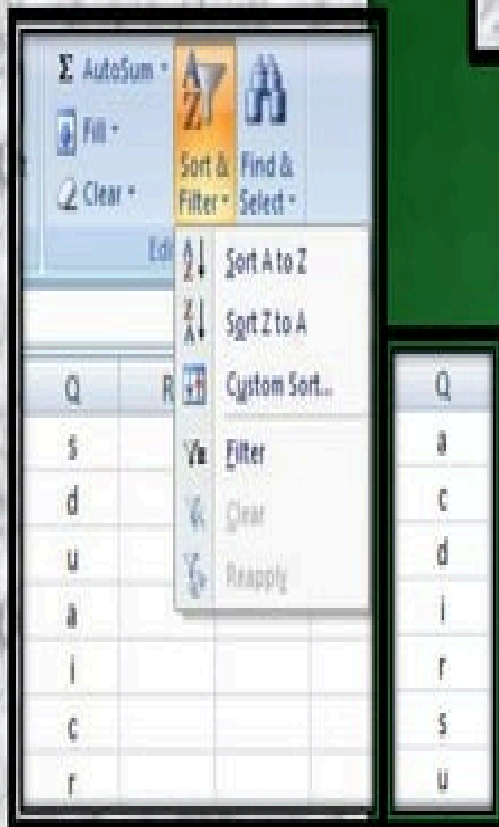 Σ AutoSum
Fill
Clear
Sort & Filter
Find & Select
Sort A to Z
Sort Z to A
Custom Sort...
Filter
Clear
Reapply
Q R
s
d
u
a
i
c
r
Q
a
c
d
i
r
s
u